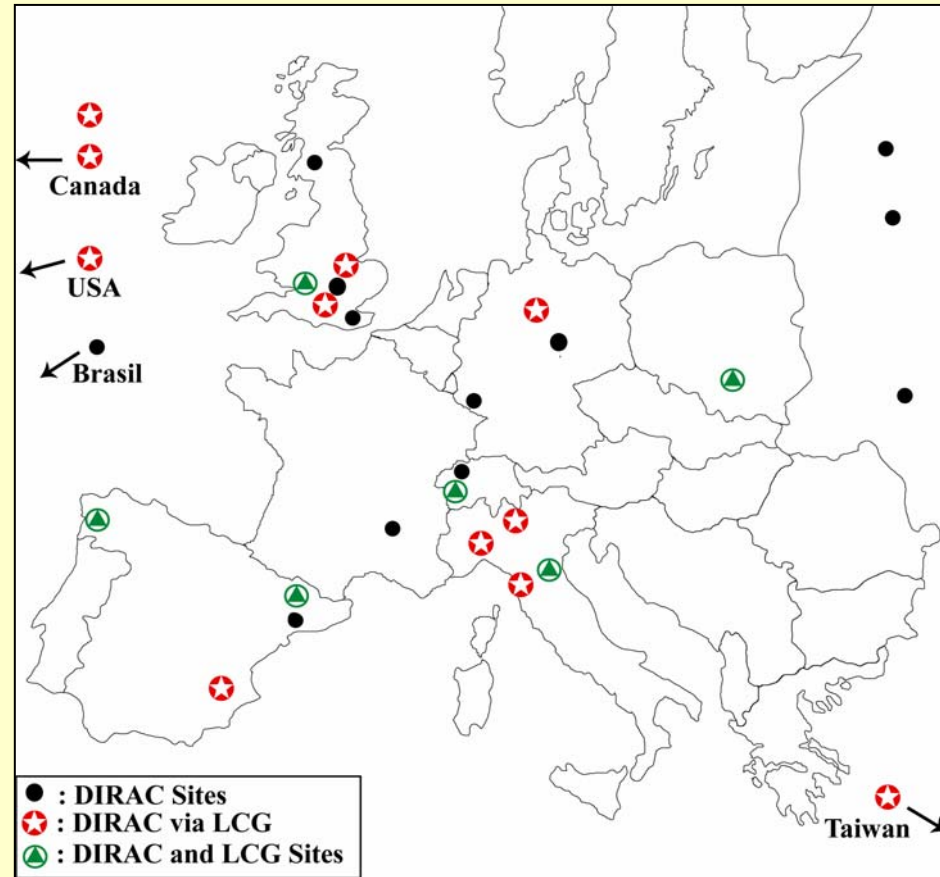 Canada
USA
Brasil
Taiwan
: DIRAC Sites
: DIRAC via LCG
: DIRAC and LCG Sites